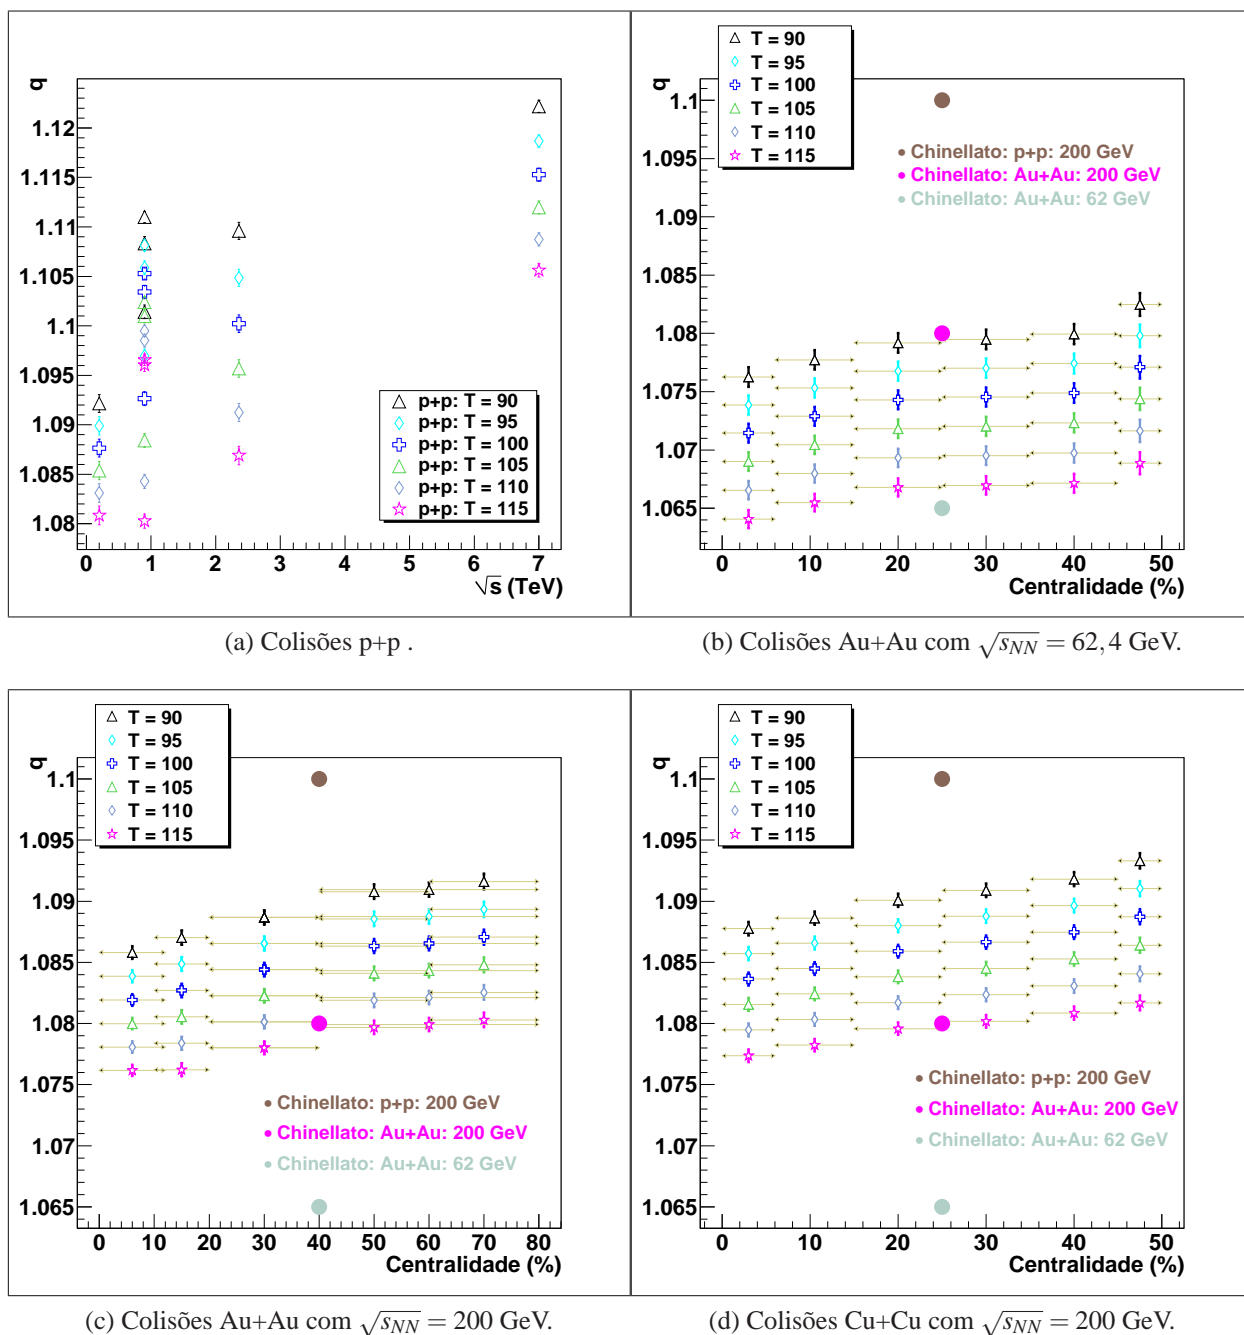 q
1.12
1.115
1.11
1.105
1.1
1.095
1.09
1.085
1.08
0 1 2 3 4 5 6 7
√s (TeV)
p+p: T = 90
p+p: T = 95
p+p: T = 100
p+p: T = 105
p+p: T = 110
p+p: T = 115
(a) Colisões p+p .
T = 90
T = 95
T = 100
T = 105
T = 110
T = 115
q
1.1
1.095
1.09
1.085
1.08
1.075
1.07
1.065
Chinellato: p+p: 200 GeV
Chinellato: Au+Au: 200 GeV
Chinellato: Au+Au: 62 GeV
0 10 20 30 40 50
Centralidade (%)
(b) Colisões Au+Au com √sNN = 62,4 GeV.
T = 90
T = 95
T = 100
T = 105
T = 110
T = 115
q
1.1
1.095
1.09
1.085
1.08
1.075
1.07
1.065
Chinellato: p+p: 200 GeV
Chinellato: Au+Au: 200 GeV
Chinellato: Au+Au: 62 GeV
0 10 20 30 40 50 60 70 80
Centralidade (%)
(c) Colisões Au+Au com √sNN = 200 GeV.
T = 90
T = 95
T = 100
T = 105
T = 110
T = 115
q
1.1
1.095
1.09
1.085
1.08
1.075
1.07
1.065
Chinellato: p+p: 200 GeV
Chinellato: Au+Au: 200 GeV
Chinellato: Au+Au: 62 GeV
0 10 20 30 40 50
Centralidade (%)
(d) Colisões Cu+Cu com √sNN = 200 GeV.